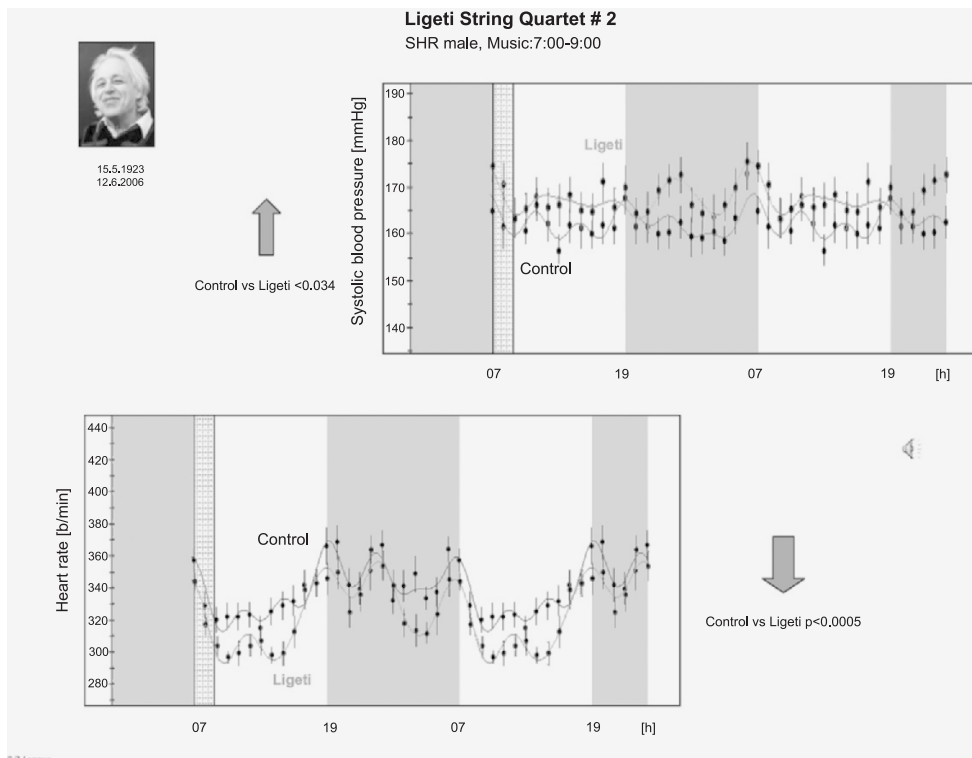 Ligeti String Quartet # 2
SHR male, Music:7:00-9:00
15.5.1923
12.6.2006
Control vs Ligeti <0.034
Systolic blood pressure [mmHg]
190
180
170
160
150
140
Ligeti
Control
07
19
07
19
[h]
Heart rate [b/min]
440
420
400
380
360
340
320
300
280
Control
Ligeti
07
19
07
19
[h]
Control vs Ligeti p<0.0005